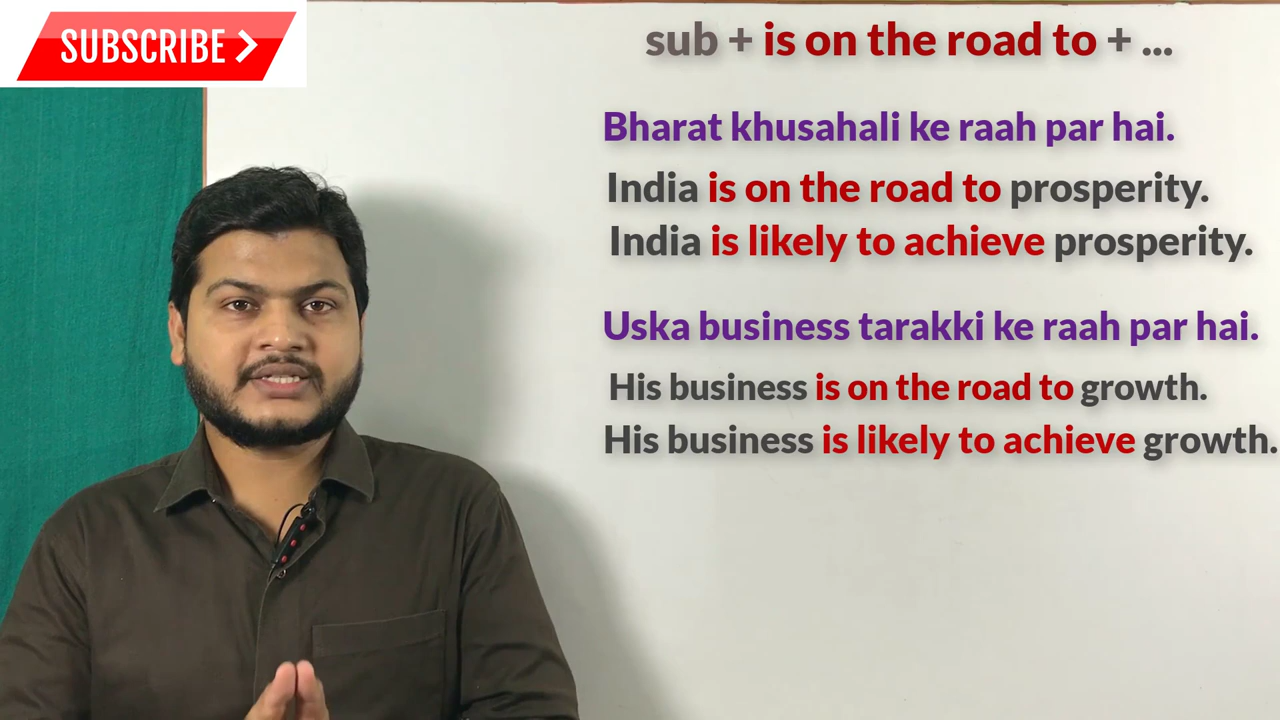 SUBSCRIBE
sub + is on the road to + ...
Bharat khusahali ke raah par hai.
India is on the road to prosperity.
India is likely to achieve prosperity.
Uska business tarakki ke raah par hai.
His business is on the road to growth.
His business is likely to achieve growth.